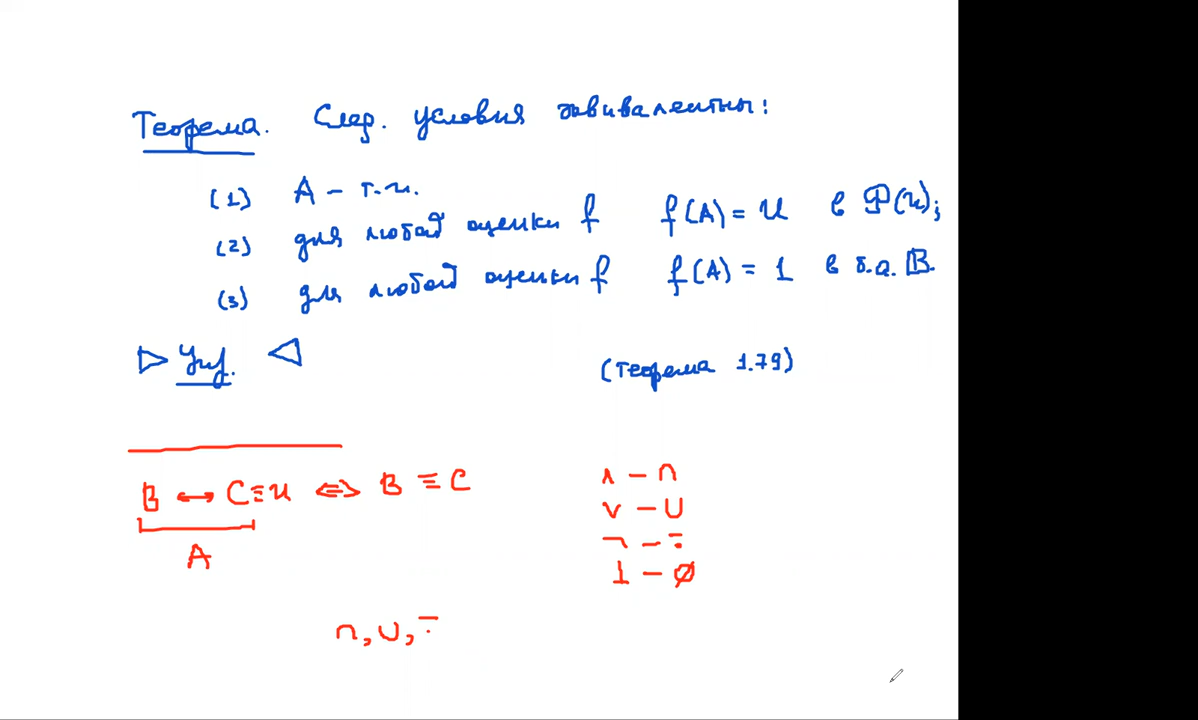 Теорема. След. условия эквивалентны:
(1) A – т.и.
(2) для любой оценки f f(A) = U в P(U);
(3) для любой оценки f f(A) = 1 в б.а. B.
▷ Упр. ◁ (Теорема 1.79)
B ↔ C ≡ и ⇔ B ≡ C
A
∧ – ∩
∨ – ∪
¬ – ‾
⊥ – ∅
∩, ∪, ‾